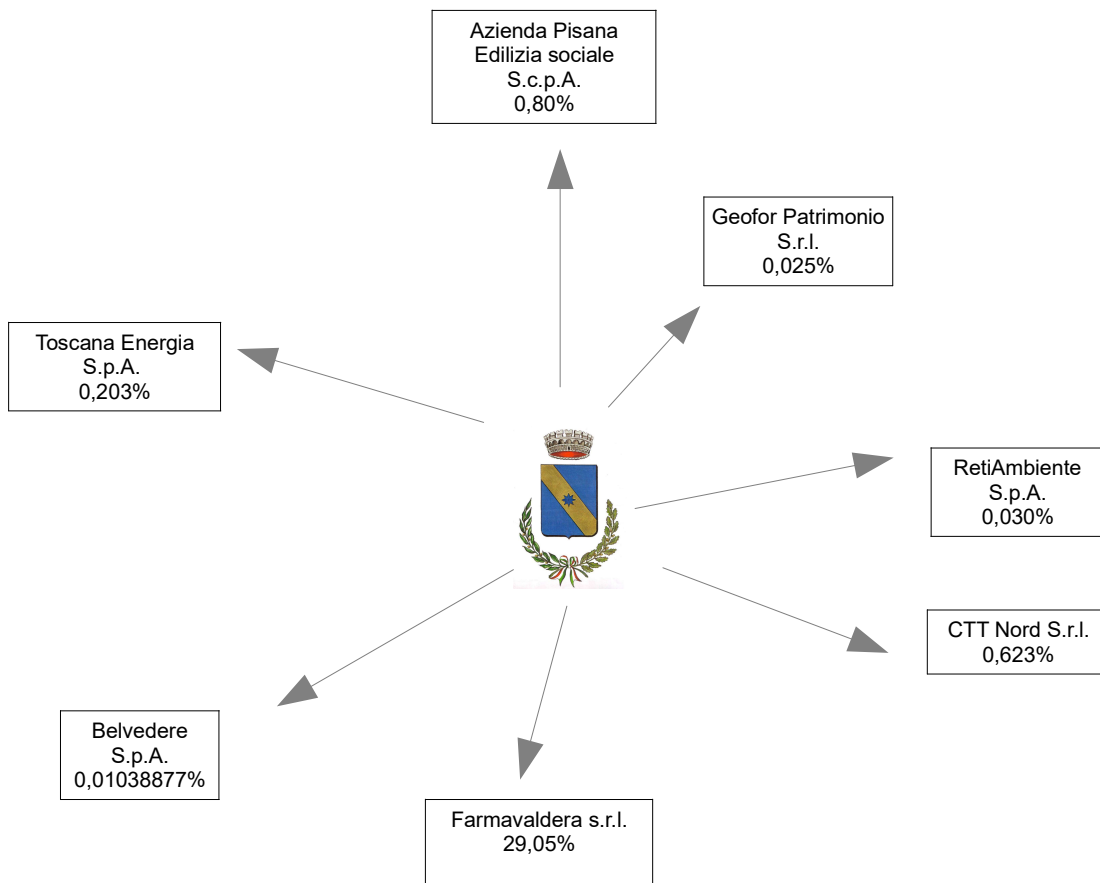 Azienda Pisana
Edilizia sociale
S.c.p.A.
0,80%
Geofor Patrimonio
S.r.l.
0,025%
Toscana Energia
S.p.A.
0,203%
RetiAmbiente
S.p.A.
0,030%
CTT Nord S.r.l.
0,623%
Belvedere
S.p.A.
0,01038877%
Farmavaldera s.r.l.
29,05%